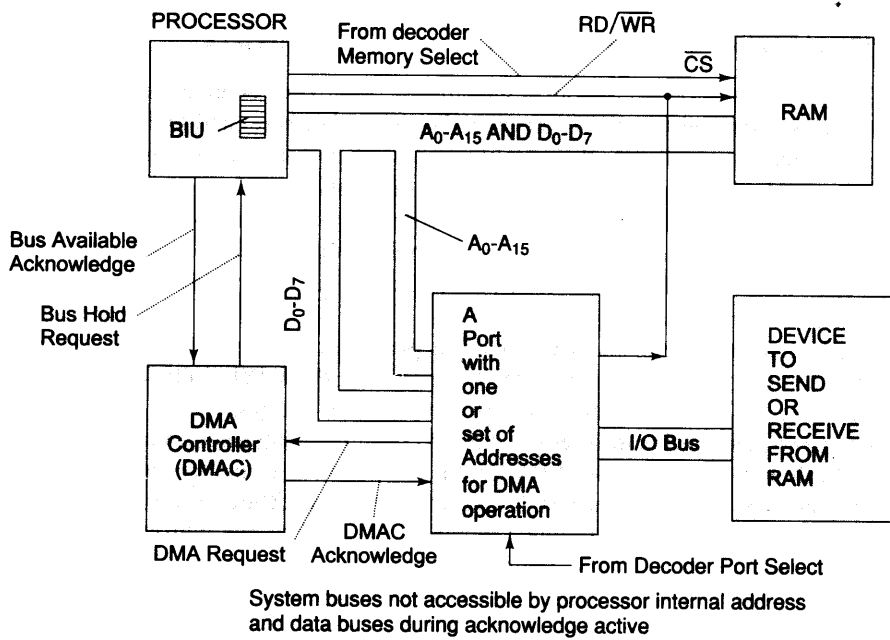 PROCESSOR
From decoder
Memory Select
RD/W̅R̅
C̅S̅
RAM
BIU
A₀-A₁₅ AND D₀-D₇
A₀-A₁₅
Bus Available
Acknowledge
Bus Hold
Request
D₀-D₇
DMA
Controller
(DMAC)
A
Port
with
one
or
set of
Addresses
for DMA
operation
I/O Bus
DEVICE
TO
SEND
OR
RECEIVE
FROM
RAM
DMA Request
DMAC
Acknowledge
From Decoder Port Select
System buses not accessible by processor internal address
and data buses during acknowledge active